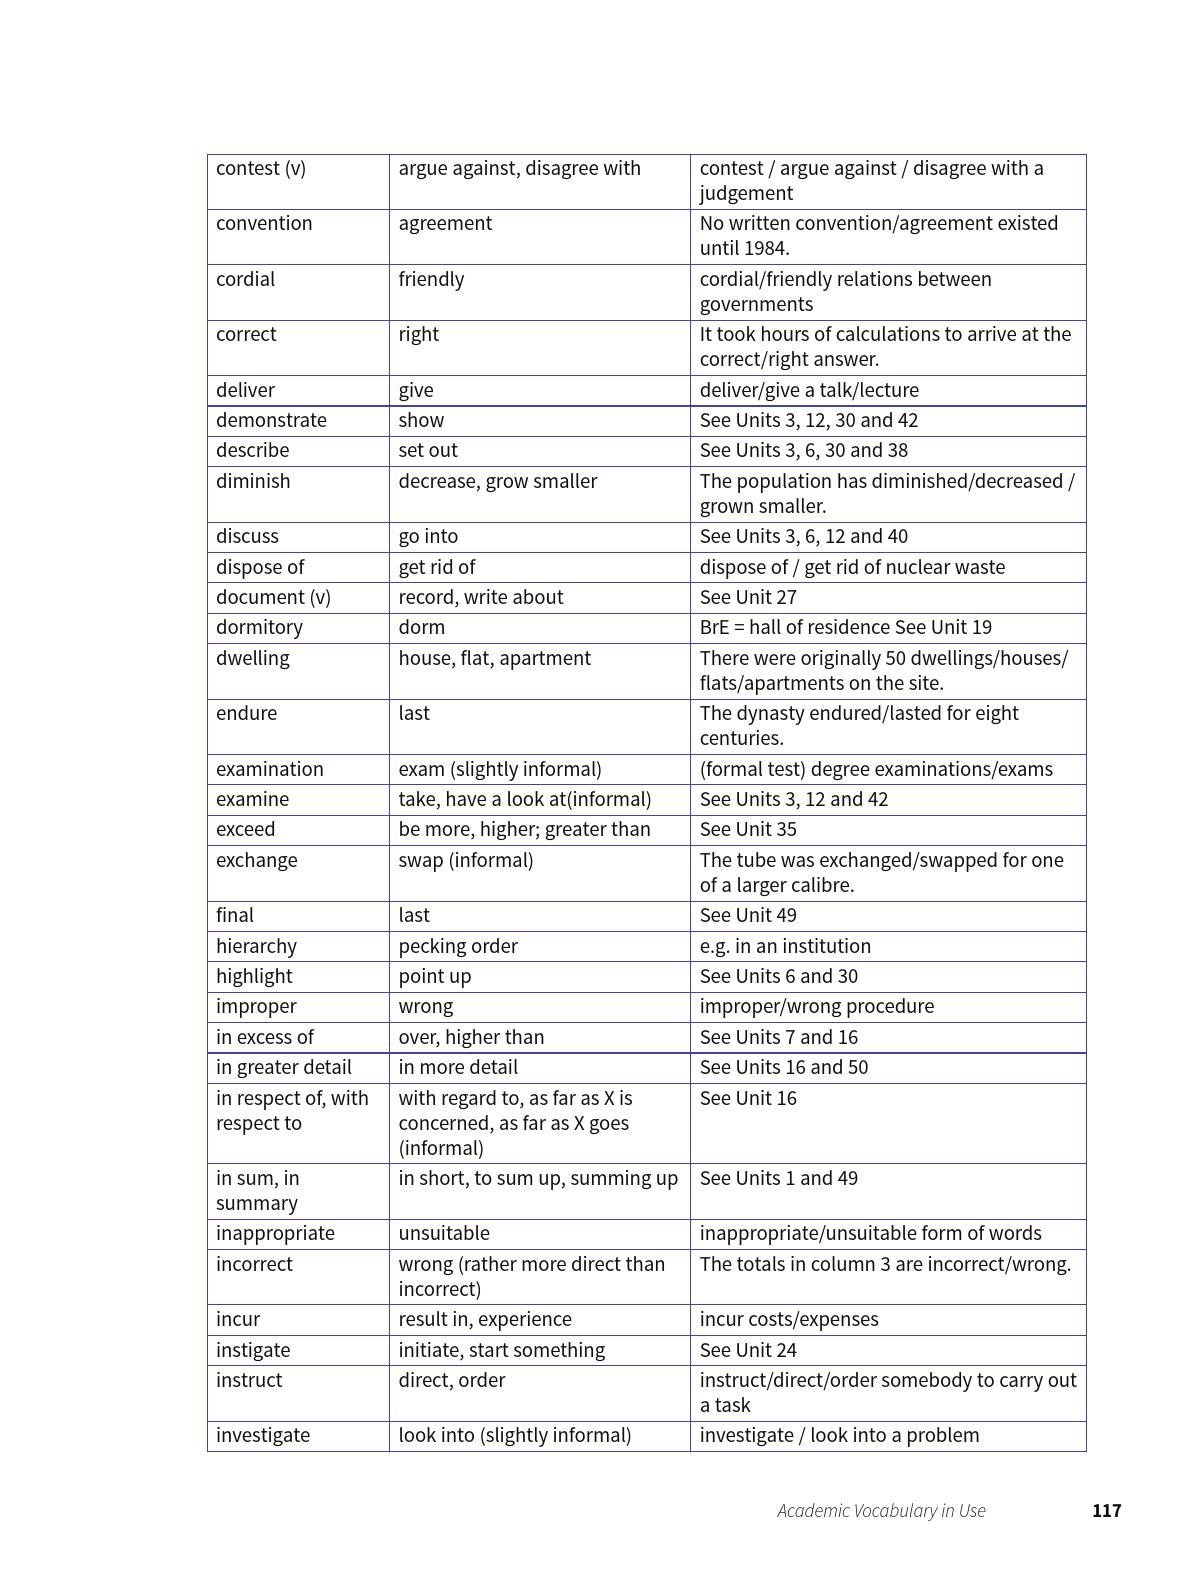 contest (v) argue against, disagree with contest / argue against / disagree with a
judgement
convention agreement No written convention/agreement existed
until 1984.
cordial friendly cordial/friendly relations between
governments
correct right It took hours of calculations to arrive at the
correct/right answer.
deliver give deliver/give a talk/lecture
demonstrate show See Units 3, 12, 30 and 42
describe set out See Units 3, 6, 30 and 38
diminish decrease, grow smaller The population has diminished/decreased /
grown smaller.
discuss go into See Units 3, 6, 12 and 40
dispose of get rid of dispose of / get rid of nuclear waste
document (v) record, write about See Unit 27
dormitory dorm BrE = hall of residence See Unit 19
dwelling house, flat, apartment There were originally 50 dwellings/houses/
flats/apartments on the site.
endure last The dynasty endured/lasted for eight
centuries.
examination exam (slightly informal) (formal test) degree examinations/exams
examine take, have a look at(informal) See Units 3, 12 and 42
exceed be more, higher; greater than See Unit 35
exchange swap (informal) The tube was exchanged/swapped for one
of a larger calibre.
final last See Unit 49
hierarchy pecking order e.g. in an institution
highlight point up See Units 6 and 30
improper wrong improper/wrong procedure
in excess of over, higher than See Units 7 and 16
in greater detail in more detail See Units 16 and 50
in respect of, with with regard to, as far as X is See Unit 16
respect to concerned, as far as X goes
(informal)
in sum, in in short, to sum up, summing up See Units 1 and 49
summary
inappropriate unsuitable inappropriate/unsuitable form of words
incorrect wrong (rather more direct than The totals in column 3 are incorrect/wrong.
incorrect)
incur result in, experience incur costs/expenses
instigate initiate, start something See Unit 24
instruct direct, order instruct/direct/order somebody to carry out
a task
investigate look into (slightly informal) investigate / look into a problem
Academic Vocabulary in Use 117